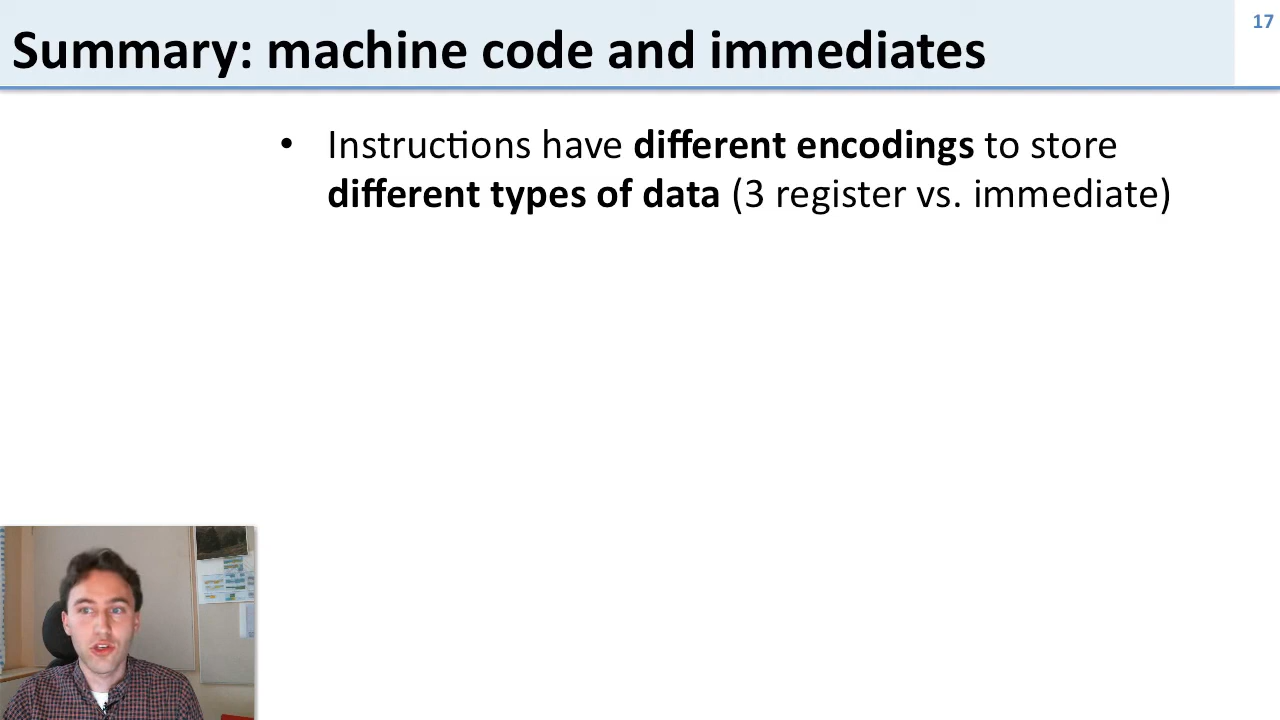 Summary: machine code and immediates
17
• Instructions have different encodings to store
different types of data (3 register vs. immediate)